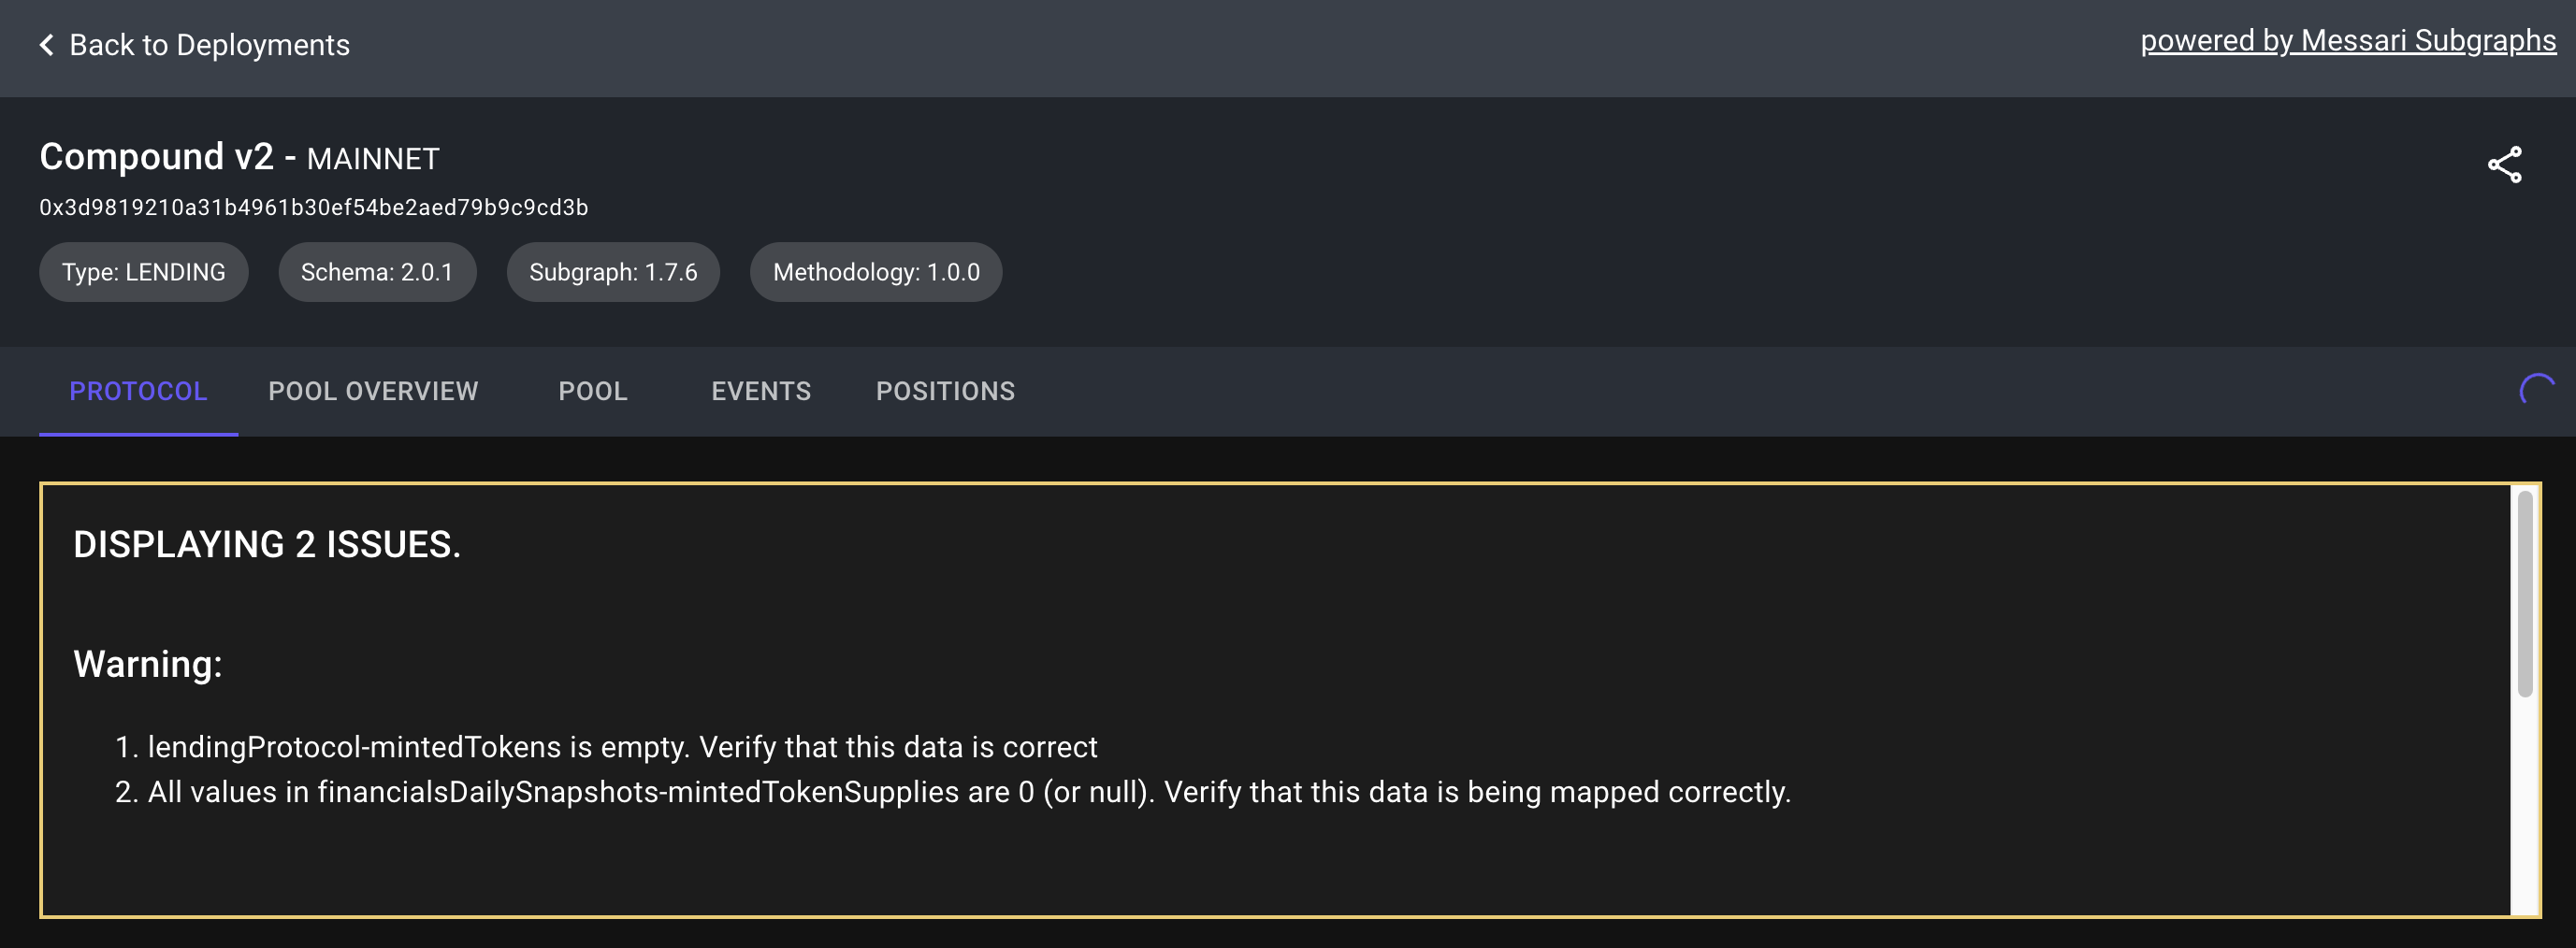 Back to Deployments
powered by Messari Subgraphs
Compound v2 - MAINNET
0x3d9819210a31b4961b30ef54be2aed79b9c9cd3b
Type: LENDING
Schema: 2.0.1
Subgraph: 1.7.6
Methodology: 1.0.0
PROTOCOL
POOL OVERVIEW
POOL
EVENTS
POSITIONS
DISPLAYING 2 ISSUES.
Warning:
1. lendingProtocol-mintedTokens is empty. Verify that this data is correct
2. All values in financialsDailySnapshots-mintedTokenSupplies are 0 (or null). Verify that this data is being mapped correctly.